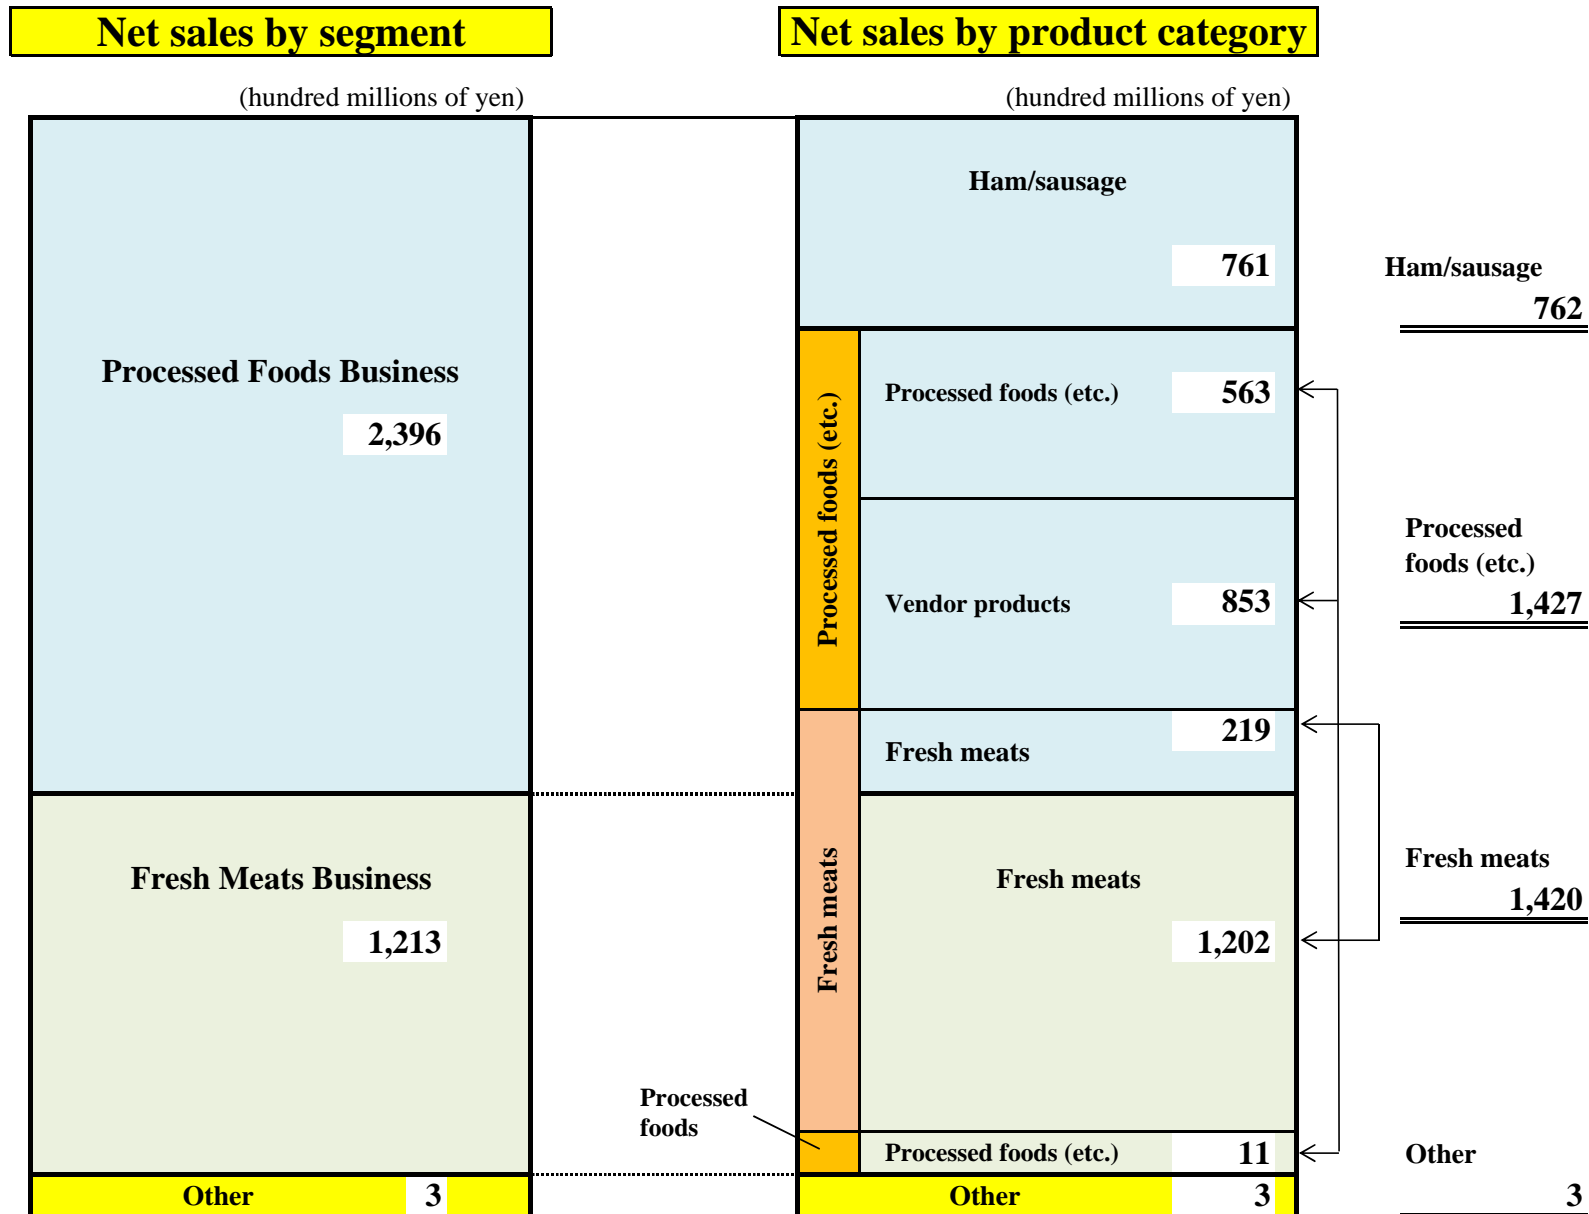 Net sales by segment
Net sales by product category
(hundred millions of yen)
(hundred millions of yen)
Processed Foods Business
2,396
Fresh Meats Business
1,213
Other 3
Ham/sausage
761
Processed foods (etc.)
Processed foods (etc.) 563
Vendor products 853
Fresh meats
219
Fresh meats
Fresh meats
1,202
Processed
foods
Processed foods (etc.) 11
Other 3
Ham/sausage
762
Processed
foods (etc.)
1,427
Fresh meats
1,420
Other
3